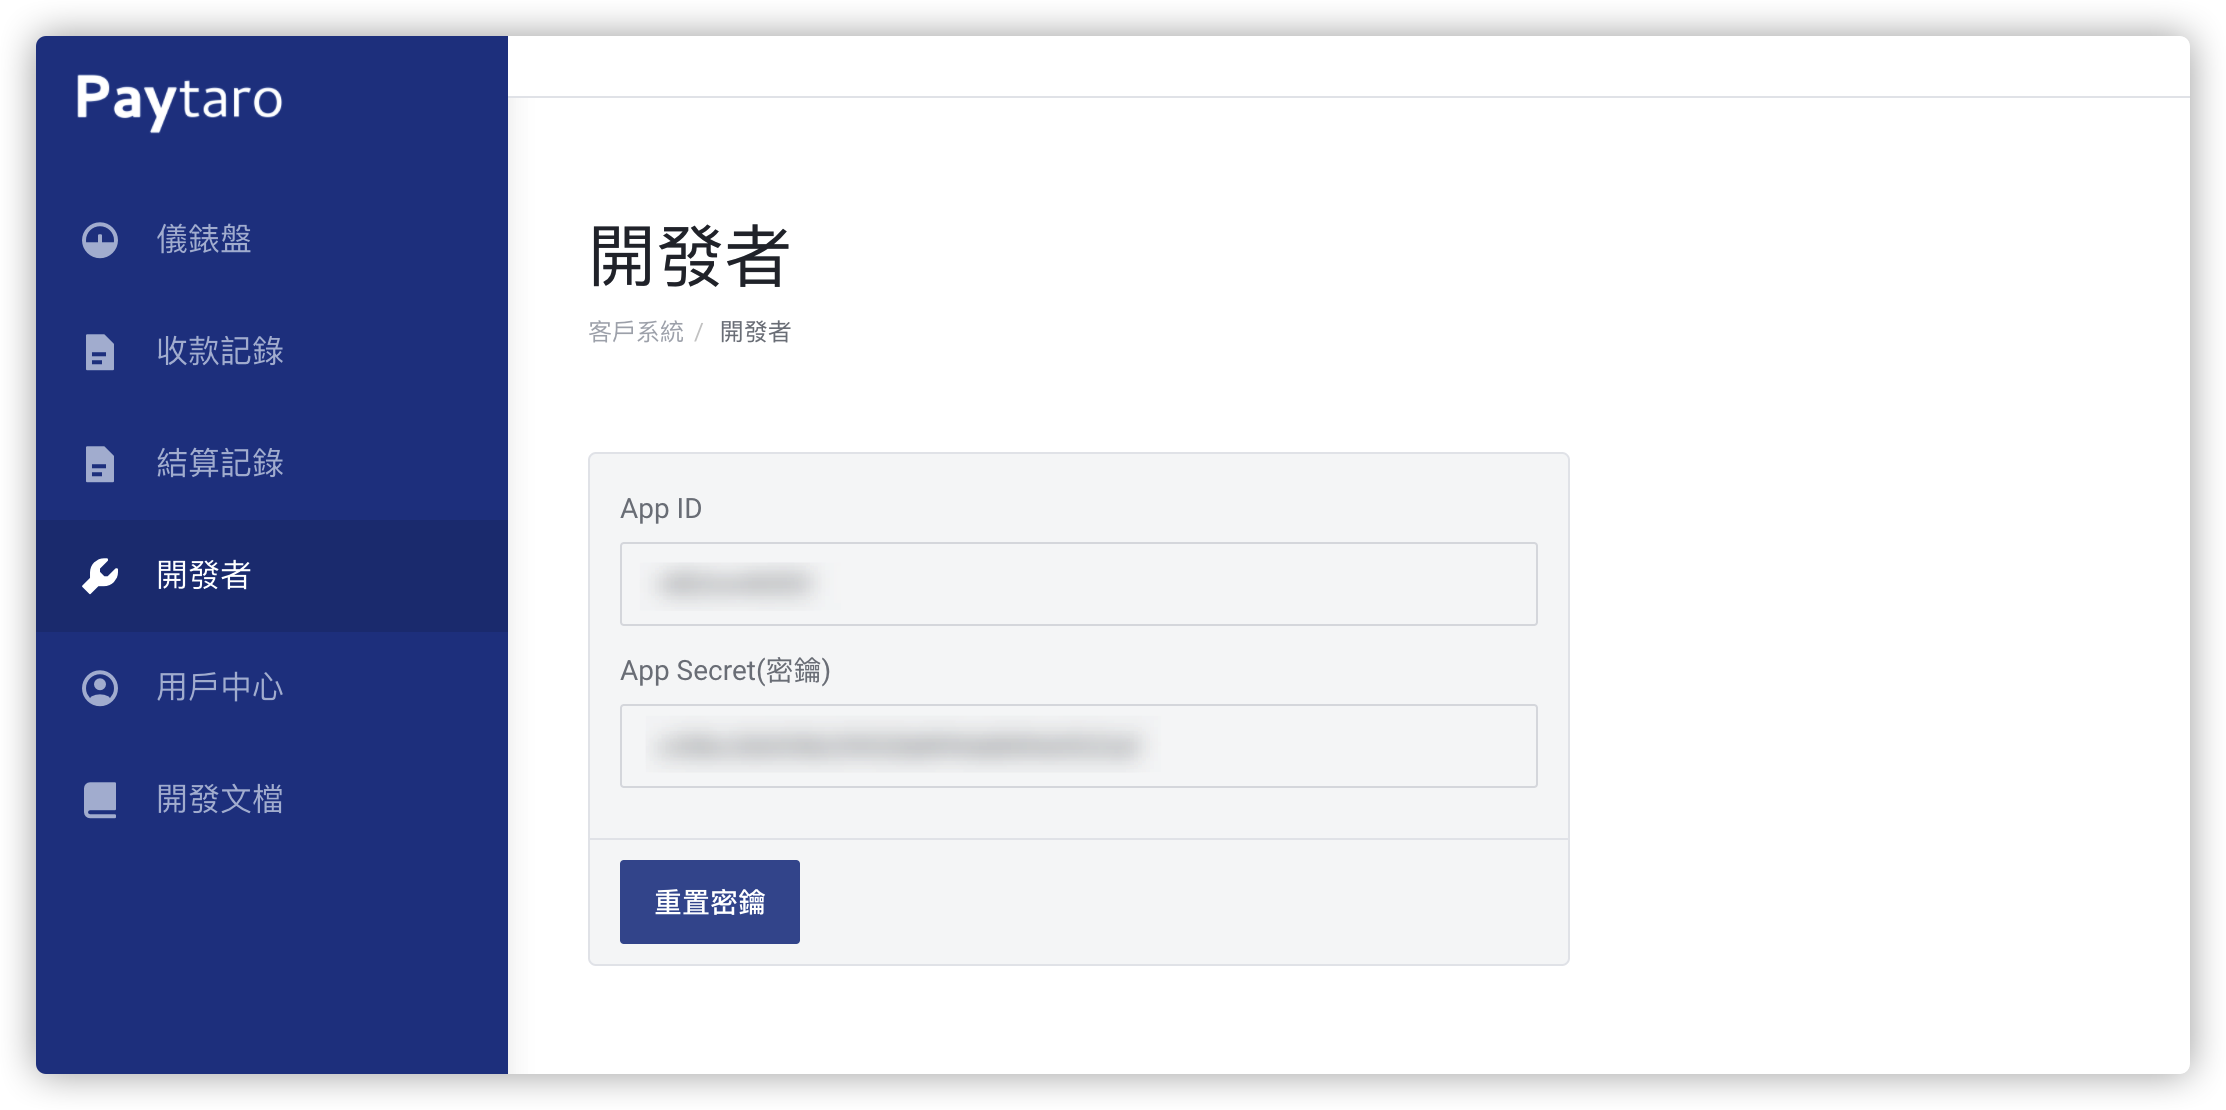 Paytaro
儀錶盤
收款記錄
結算記錄
開發者
用戶中心
開發文檔
開發者
客戶系統 / 開發者
App ID
App Secret(密鑰)
重置密鑰